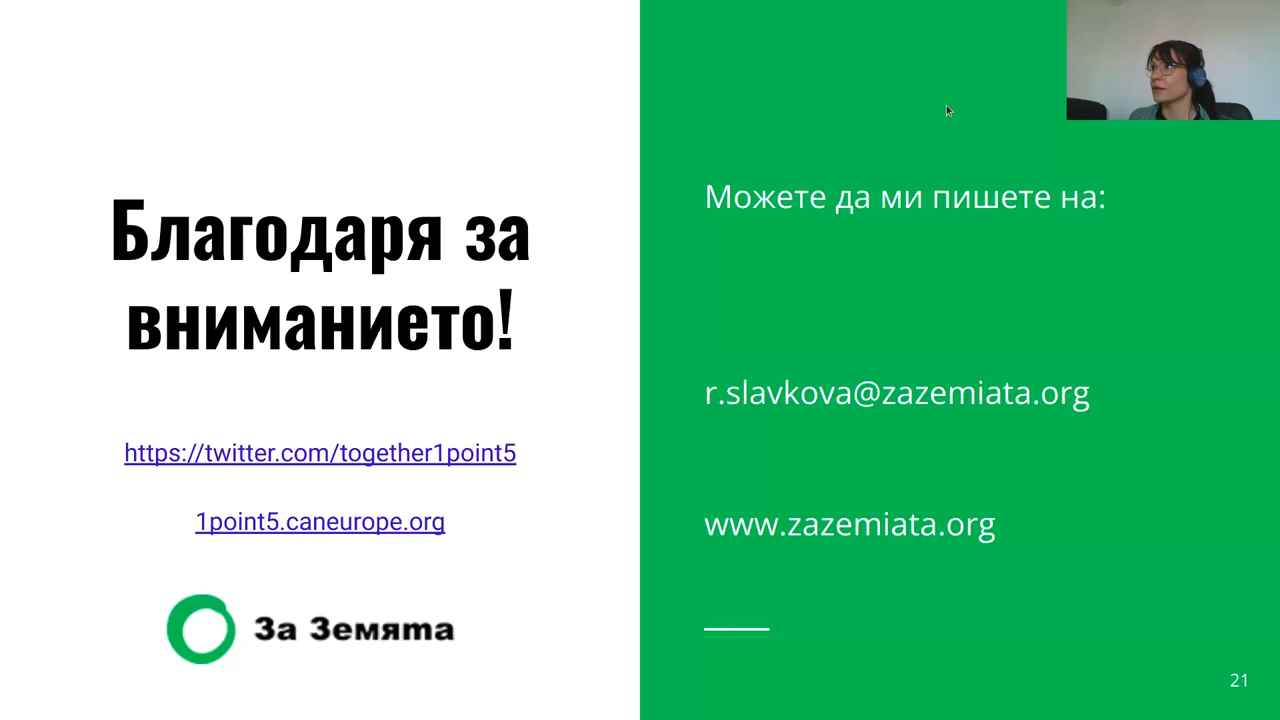 Благодаря за
вниманието!
https://twitter.com/together1point5
1point5.caneurope.org
За Земята
Можете да ми пишете на:
r.slavkova@zazemiata.org
www.zazemiata.org
21